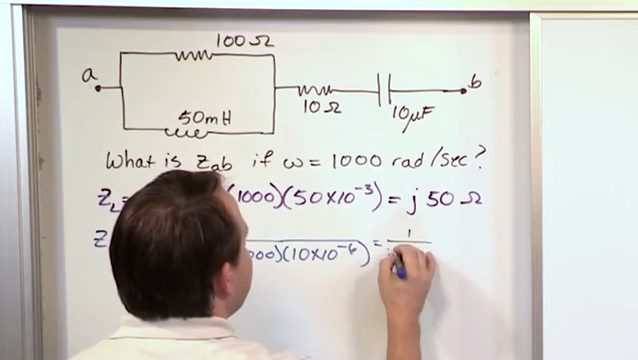 100Ω
a
50mH
10Ω
10μF
b
What is Zab if ω = 1000 rad/sec?
ZL= (1000)(50×10⁻³) = j 50 Ω
Z 000)(10×10⁻⁶) = 1